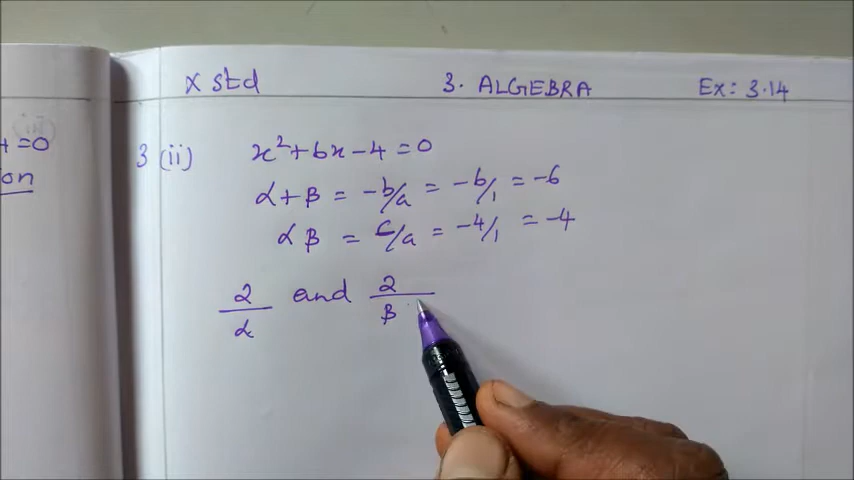 x std 3. ALGEBRA Ex: 3.14
+ = 0
on
3 (ii) x² + 6x - 4 = 0
α + β = -b/a = -6/1 = -6
αβ = c/a = -4/1 = -4
2/α and 2/β